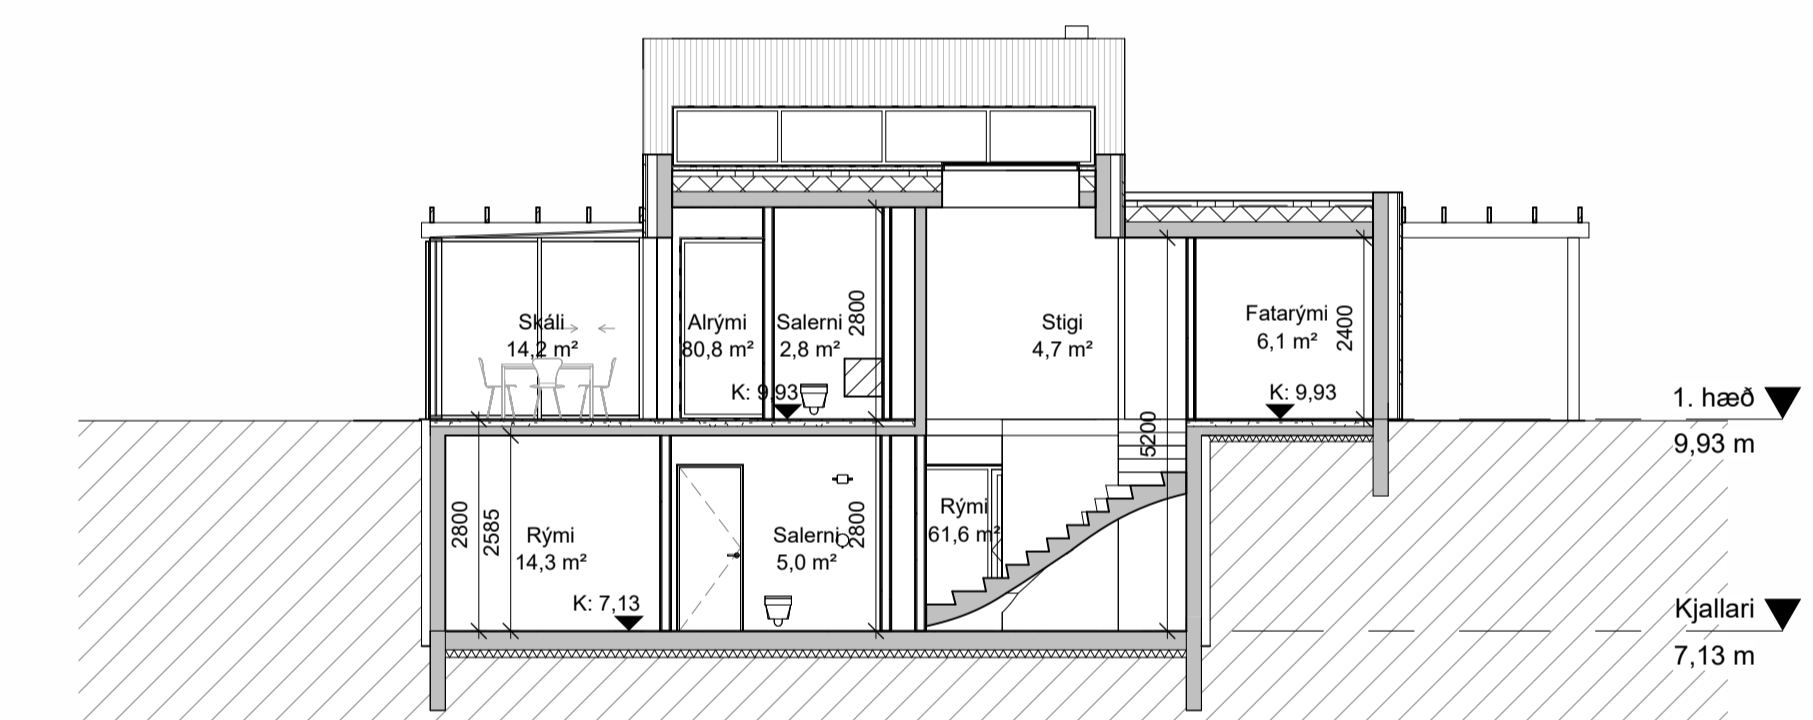 Skáli
14,2 m²
Alrými
80,8 m²
Salerni
2,8 m²
2800
K: 9,93
Stigi
4,7 m²
Fatarými
6,1 m²
2400
K: 9,93
1. hæð
9,93 m
5200
2800
2585
Rými
14,3 m²
K: 7,13
Salerni
5,0 m²
2800
Rými
61,6 m²
Kjallari
7,13 m